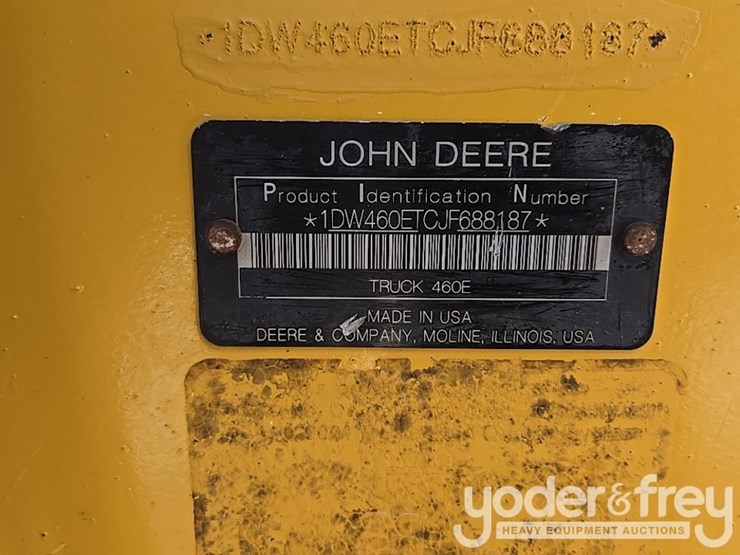 *1DW460ETCJF688187*
JOHN DEERE
Product Identification Number
*1DW460ETCJF688187*
TRUCK 460E
MADE IN USA
DEERE & COMPANY, MOLINE, ILLINOIS, USA
yoder&frey
HEAVY EQUIPMENT AUCTIONS